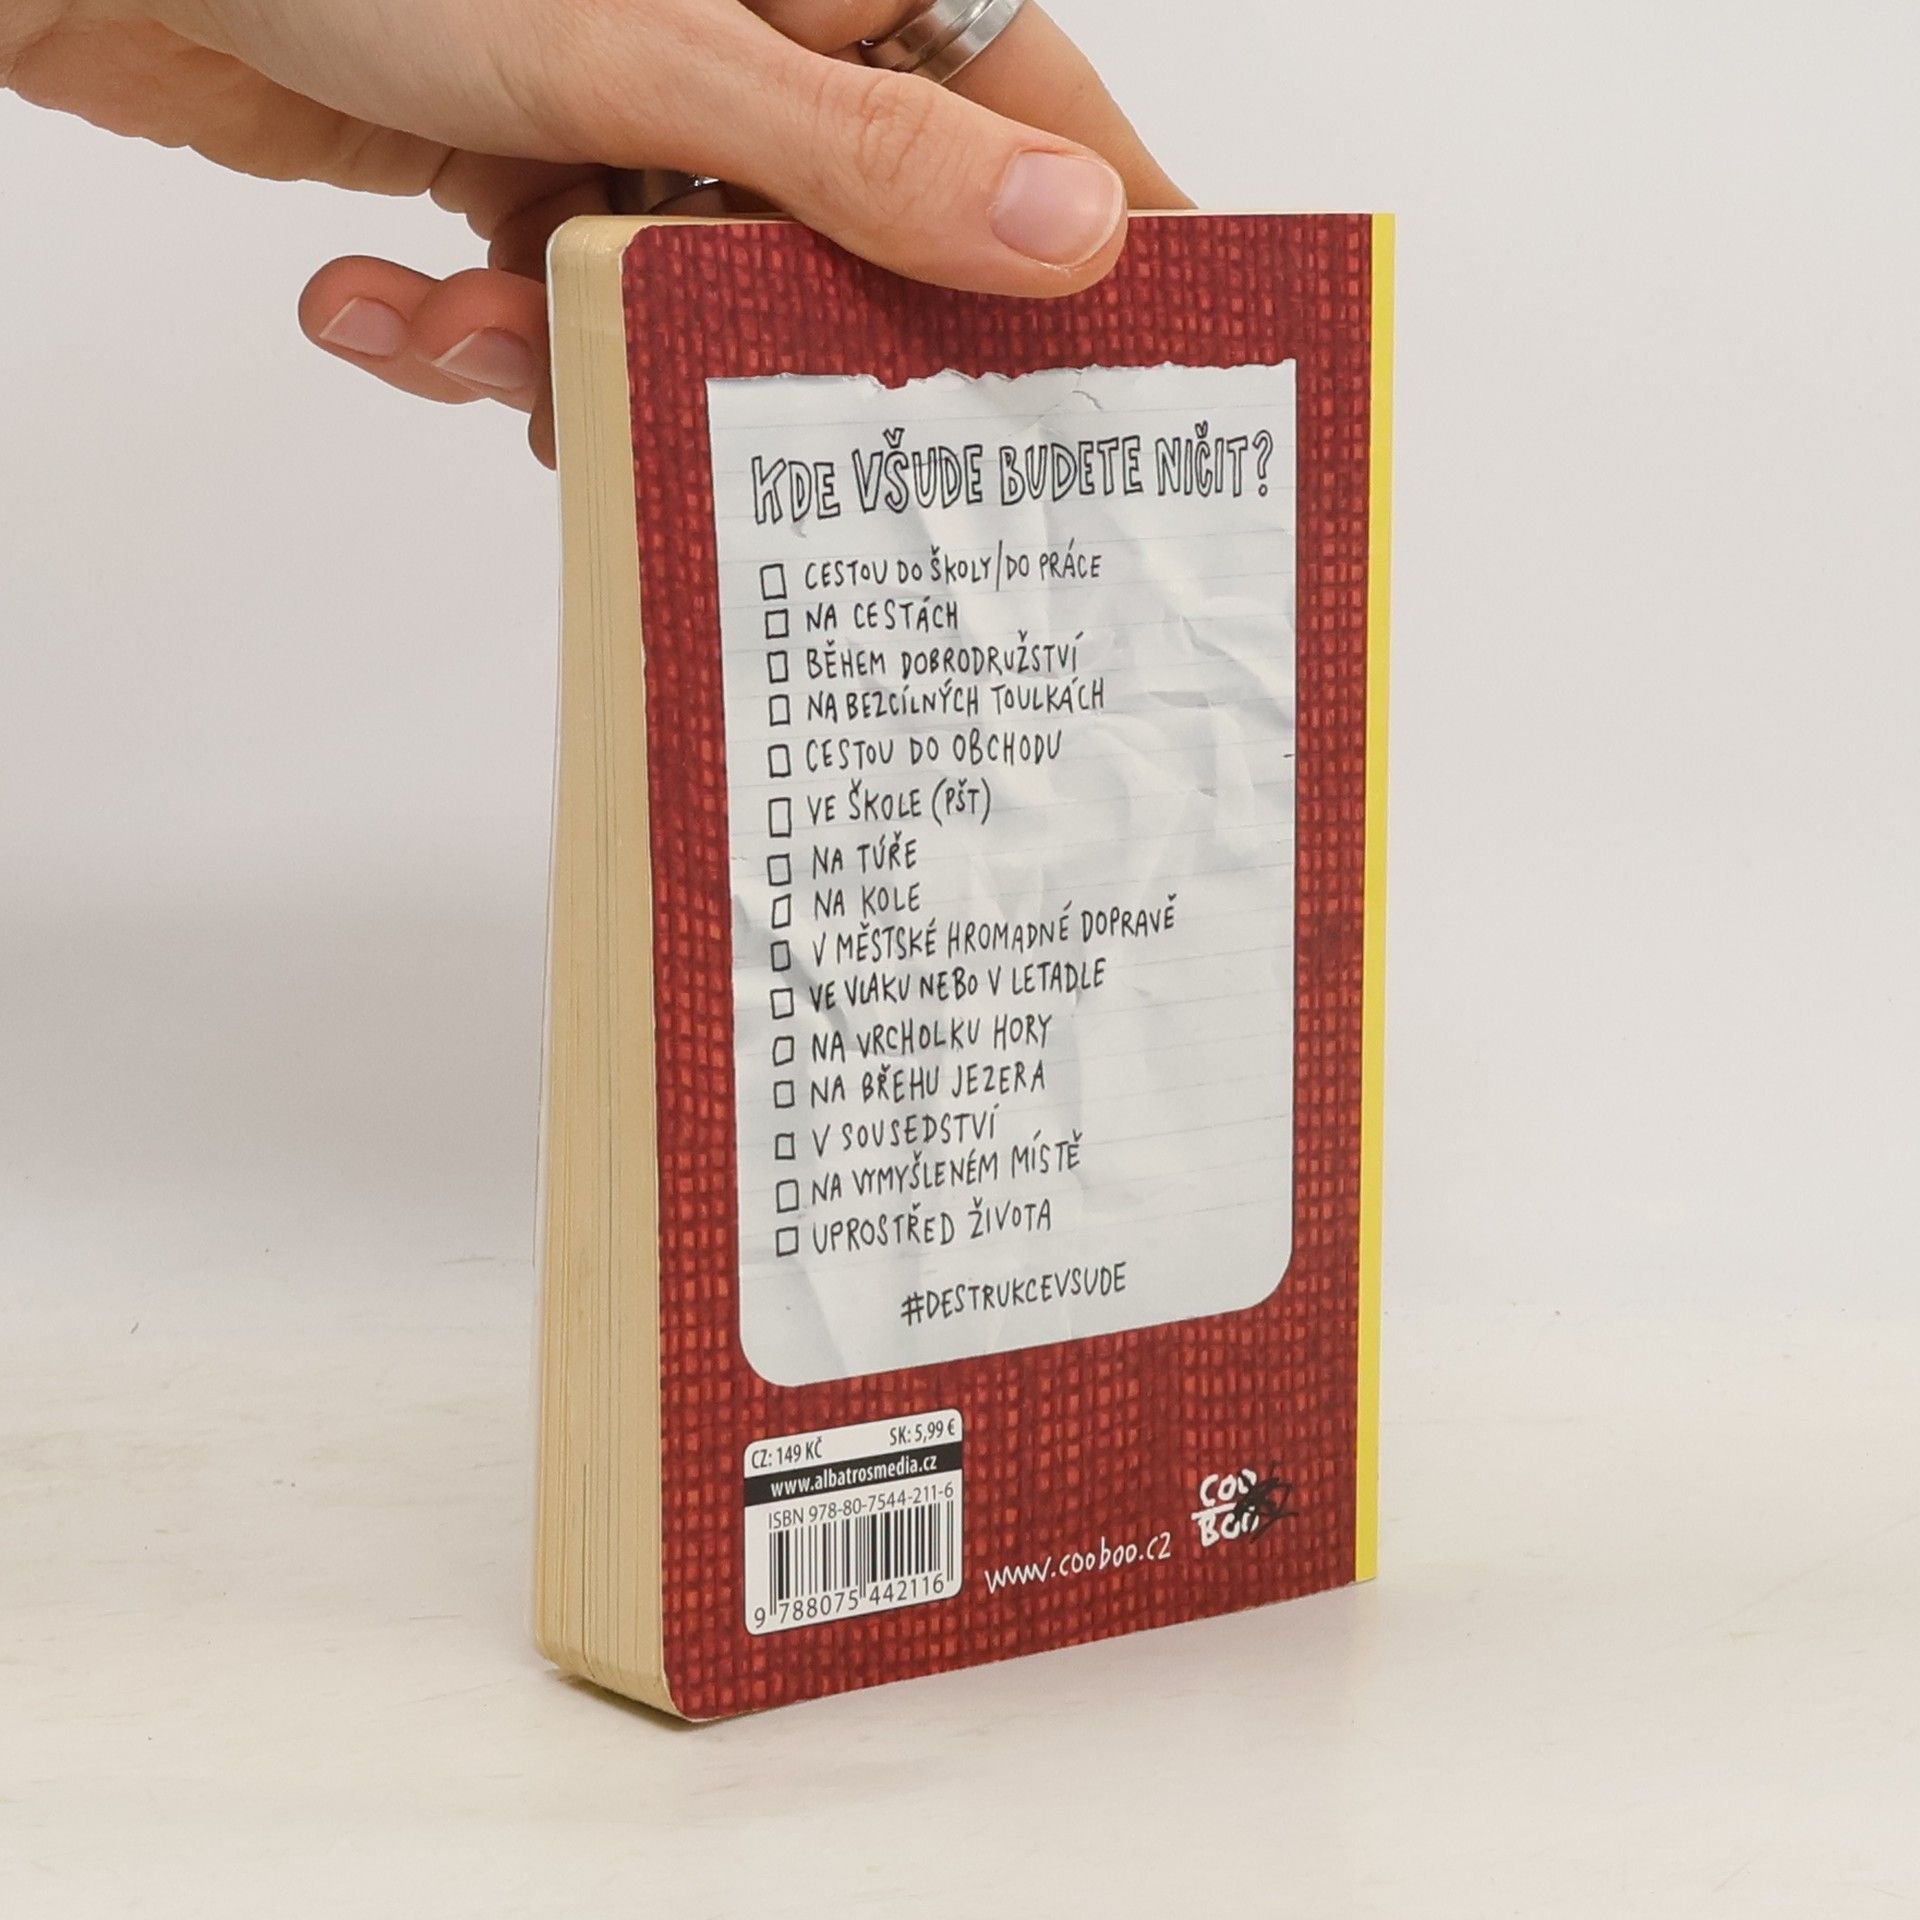 KDE VŠUDE BUDETE NIČIT?
CESTOU DO ŠKOLY/DO PRÁCE
NA CESTÁCH
BĚHEM DOBRODRUŽSTVÍ
NA BEZCÍLNÝCH TOULKÁCH
CESTOU DO OBCHODU
VE ŠKOLE (PŠT)
NA TÚŘE
NA KOLE
V MĚSTSKÉ HROMADNÉ DOPRAVĚ
VE VLAKU NEBO V LETADLE
NA VRCHOLKU HORY
NA BŘEHU JEZERA
V SOUSEDSTVÍ
NA VYMYŠLENÉM MÍSTĚ
UPROSTŘED ŽIVOTA
#DESTRUKCEVSUDE
CZ: 149 KČ SK: 5,99 €
www.albatrosmedia.cz
ISBN 978-80-7544-211-6
9 788075 442116
www.cooboo.cz
COO
BOO